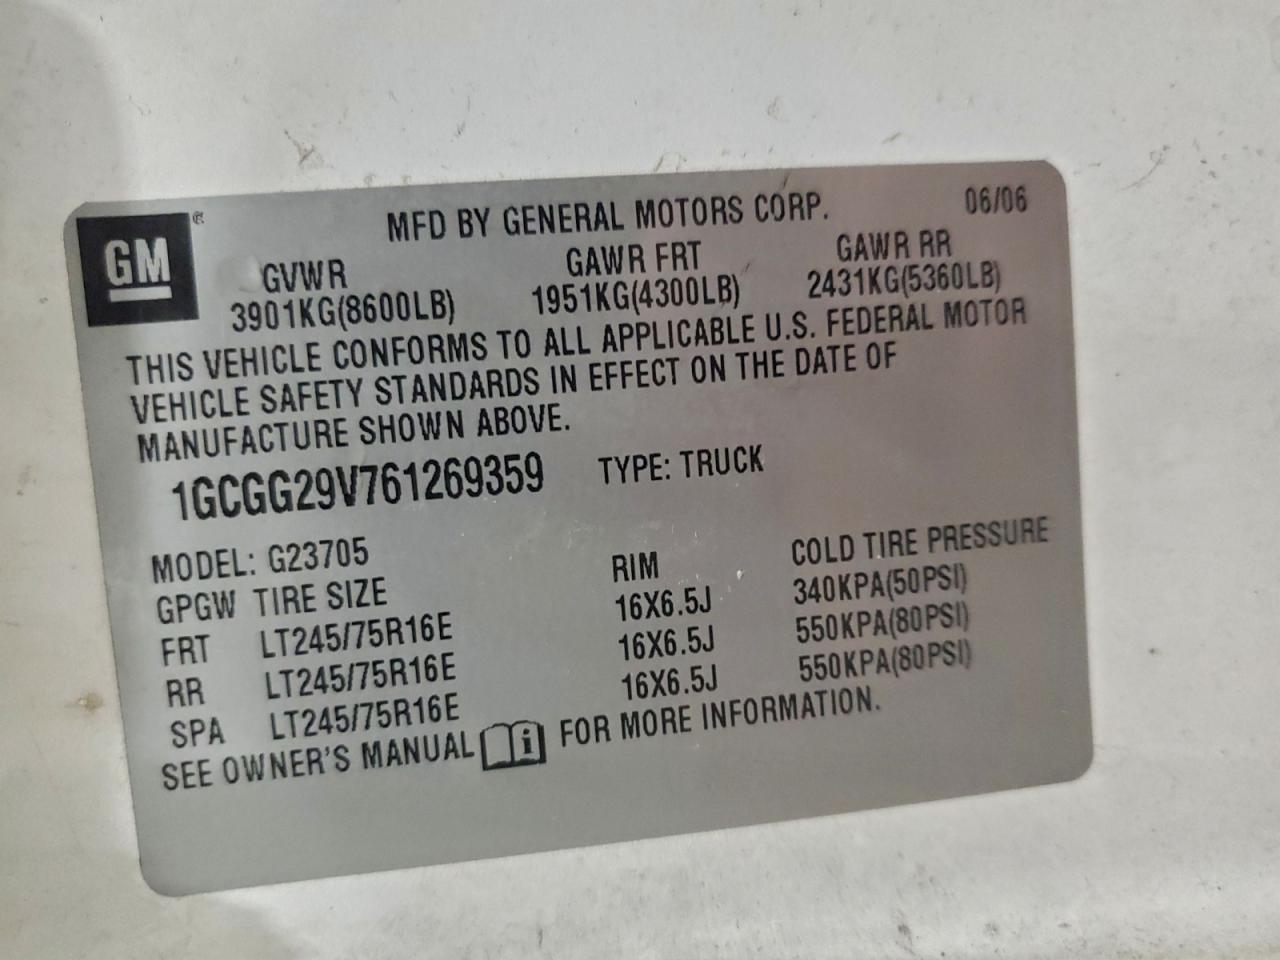 GM ®
MFD BY GENERAL MOTORS CORP. 06/06
GVWR GAWR FRT GAWR RR
3901KG(8600LB) 1951KG(4300LB) 2431KG(5360LB)
THIS VEHICLE CONFORMS TO ALL APPLICABLE U.S. FEDERAL MOTOR
VEHICLE SAFETY STANDARDS IN EFFECT ON THE DATE OF
MANUFACTURE SHOWN ABOVE.
1GCGG29V761269359 TYPE: TRUCK
MODEL: G23705
GPGW TIRE SIZE RIM COLD TIRE PRESSURE
FRT LT245/75R16E 16X6.5J 340KPA(50PSI)
RR LT245/75R16E 16X6.5J 550KPA(80PSI)
SPA LT245/75R16E 16X6.5J 550KPA(80PSI)
SEE OWNER'S MANUAL i FOR MORE INFORMATION.